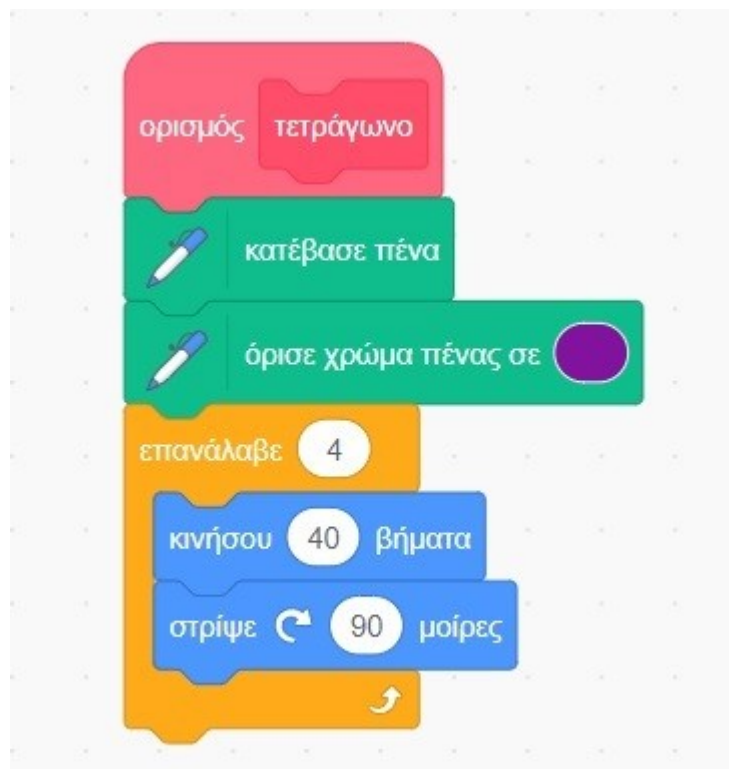 ορισμός τετράγωνο
κατέβασε πένα
όρισε χρώμα πένας σε
επανάλαβε 4
κινήσου 40 βήματα
στρίψε 90 μοίρες